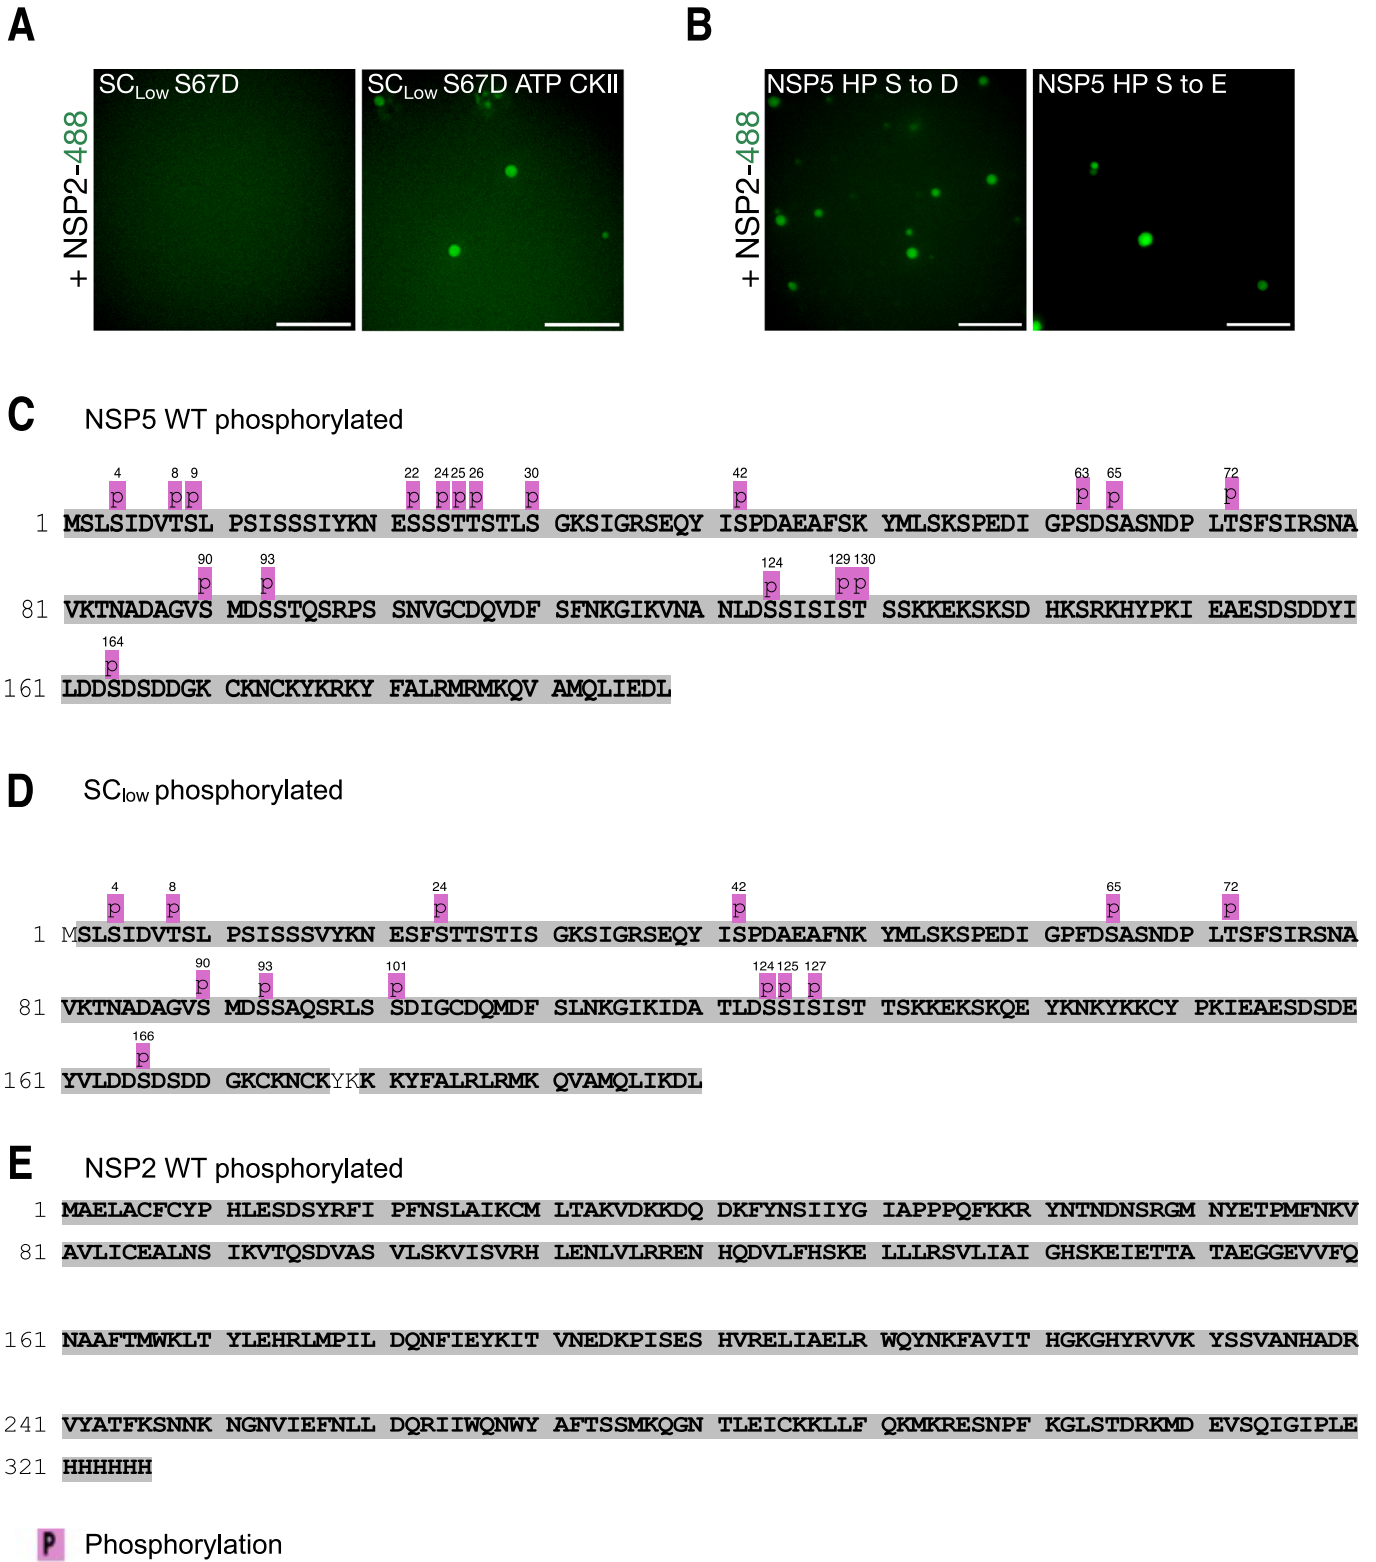 A
B
+ NSP2-488
SCLow S67D
SCLow S67D ATP CKII
+ NSP2-488
NSP5 HP S to D
NSP5 HP S to E
C NSP5 WT phosphorylated
4 8 9 22 24 25 26 30 42 63 65 72
p p p p p p p p p p p p
1 MSLSIDVTSL PSISSSIYKN ESSSTTSTLS GKSIGRSEQY ISPDAEAFSK YMLSKSPEDI GPSDSASNDP LTSFSIRSNA
90 93 124 129 130
p p p p p
81 VKTNADAGVS MDSSTQSRPS SNVGCDQVDF SFNKGIKVNA NLDSSISIST SSKKEKSKSD HKSRKHYPKI EAESDSDDYI
164
p
161 LDDSDSDDGK CKNCKYKRKY FALRMRMKQV AMQLIEDL
D SClow phosphorylated
4 8 24 42 65 72
p p p p p p
1 MSLSIDVTSL PSISSSVYKN ESFSTTSTIS GKSIGRSEQY ISPDAEAFNK YMLSKSPEDI GPFDSASNDP LTSFSIRSNA
90 93 101 124 125 127
p p p p p p
81 VKTNADAGVS MDSSAQSRLS SDIGCDQMDF SLNKGIKIDA TLDSSISIST TSKKEKSKQE YKNKYKKCY PKIEAESDSDE
166
p
161 YVLDDSDSDD GKCKNCKYKK KYFALRLRMK QVAMQLIKDL
E NSP2 WT phosphorylated
1 MAELACFCYP HLESDSYRFI PFNSLAIKCM LTAKVDKKDQ DKFYNSIIYG IAPPPQFKKR YNTNDNSRGM NYETPMFNKV
81 AVLICEALNS IKVTQSDVAS VLSKVISVRH LENLVLRREN HQDVLFHSKE LLLRSVLIAI GHSKEIETTA TAEGGEVVFQ
161 NAAFTMWKLT YLEHRLMPIL DQNFIEYKIT VNEDKPISES HVRELIAELR WQYNKFAVIT HGKGHYRVVK YSSVANHADR
241 VYATFKSNNK NGNVIEFNLL DQRIIWQNWY AFTSSMKQGN TLEICKKLLF QKMKRESNPF KGLSTDRKMD EVSQIGIPLE
321 HHHHHH
P Phosphorylation